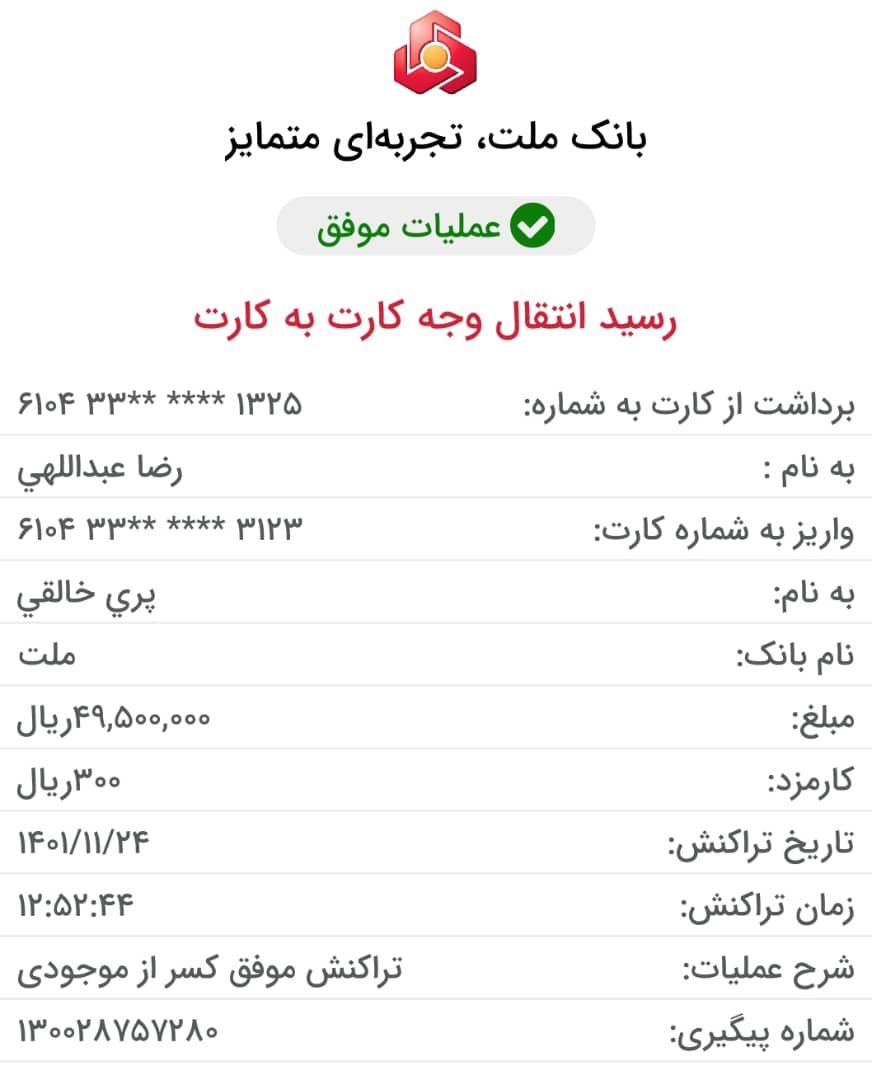 بانک ملت، تجربه‌ای متمایز
عملیات موفق
رسید انتقال وجه کارت به کارت
برداشت از کارت به شماره: ۶۱۰۴ ۳۳** **** ۱۳۲۵
به نام : رضا عبداللهي
واریز به شماره کارت: ۶۱۰۴ ۳۳** **** ۳۱۲۳
به نام: پري خالقي
نام بانک: ملت
مبلغ: ۴۹,۵۰۰,۰۰۰ریال
کارمزد: ۳۰۰ریال
تاریخ تراکنش: ۱۴۰۱/۱۱/۲۴
زمان تراکنش: ۱۲:۵۲:۴۴
شرح عملیات: تراکنش موفق کسر از موجودی
شماره پیگیری: ۱۳۰۰۲۸۷۵۷۲۸۰